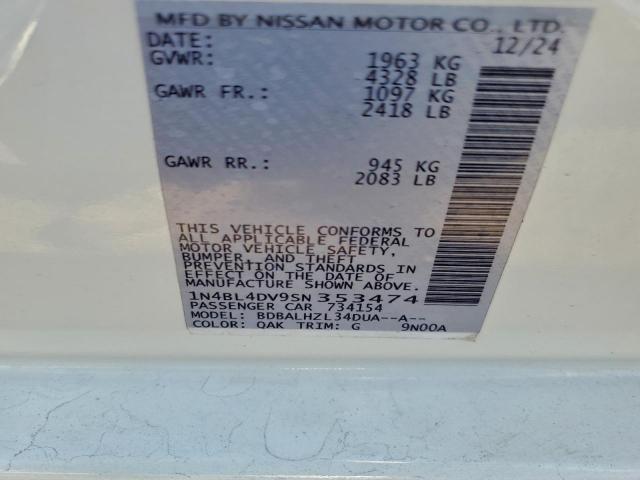 MFD BY NISSAN MOTOR CO., LTD.
DATE: 12/24
GVWR: 1963 KG
4328 LB
GAWR FR.: 1097 KG
2418 LB
GAWR RR.: 945 KG
2083 LB
THIS VEHICLE CONFORMS TO
ALL APPLICABLE FEDERAL
MOTOR VEHICLE SAFETY,
BUMPER, AND THEFT
PREVENTION STANDARDS IN
EFFECT ON THE DATE OF
MANUFACTURE SHOWN ABOVE.
1N4BL4DV9SN353474
PASSENGER CAR 734154
MODEL: BDBALHZL34DUA--A--
COLOR: QAK TRIM: G 9N00A